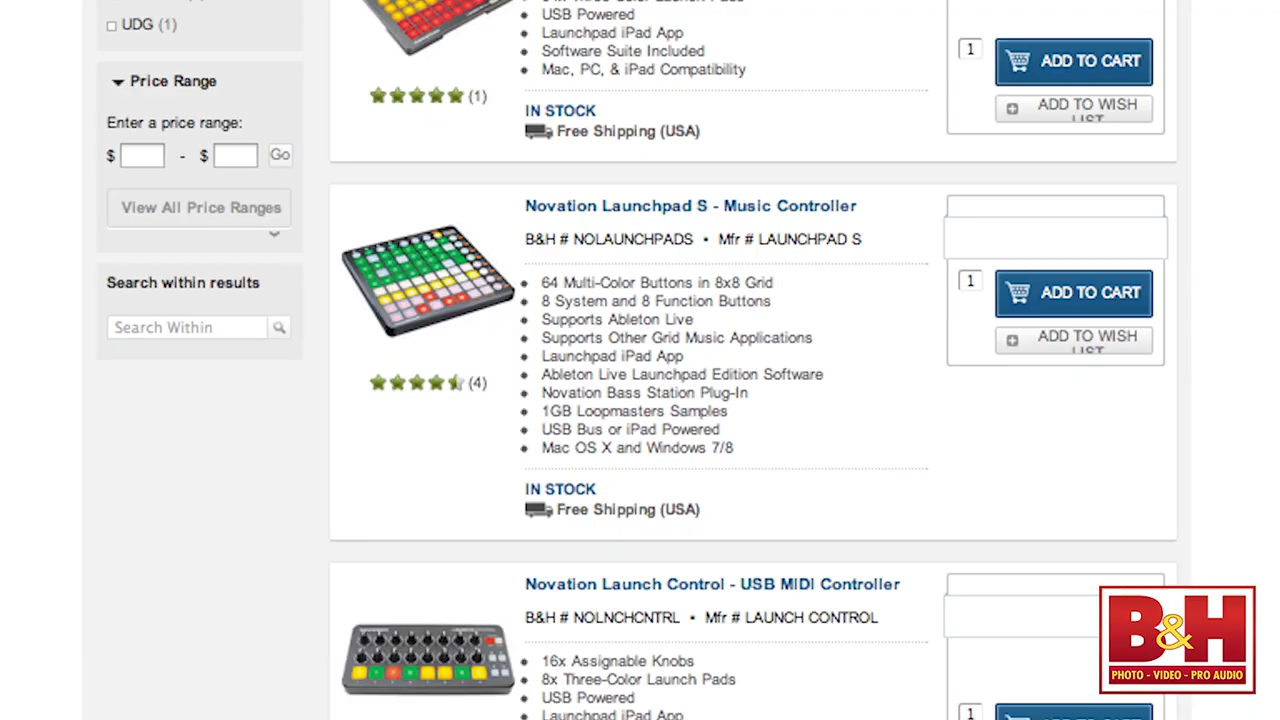 UDG (1)
Price Range
Enter a price range:
$ - $ Go
View All Price Ranges
Search within results
Search Within
(1)
USB Powered
Launchpad iPad App
Software Suite Included
Mac, PC, & iPad Compatibility
IN STOCK
Free Shipping (USA)
1
ADD TO CART
ADD TO WISH
LIST
Novation Launchpad S - Music Controller
B&H # NOLAUNCHPADS • Mfr # LAUNCHPAD S
64 Multi-Color Buttons in 8x8 Grid
8 System and 8 Function Buttons
Supports Ableton Live
Supports Other Grid Music Applications
Launchpad iPad App
Ableton Live Launchpad Edition Software
Novation Bass Station Plug-In
1GB Loopmasters Samples
USB Bus or iPad Powered
Mac OS X and Windows 7/8
(4)
IN STOCK
Free Shipping (USA)
1
ADD TO CART
ADD TO WISH
LIST
Novation Launch Control - USB MIDI Controller
B&H # NOLNCHCNTRL • Mfr # LAUNCH CONTROL
16x Assignable Knobs
8x Three-Color Launch Pads
USB Powered
Launchpad iPad App
1
B&H
PHOTO - VIDEO - PRO AUDIO